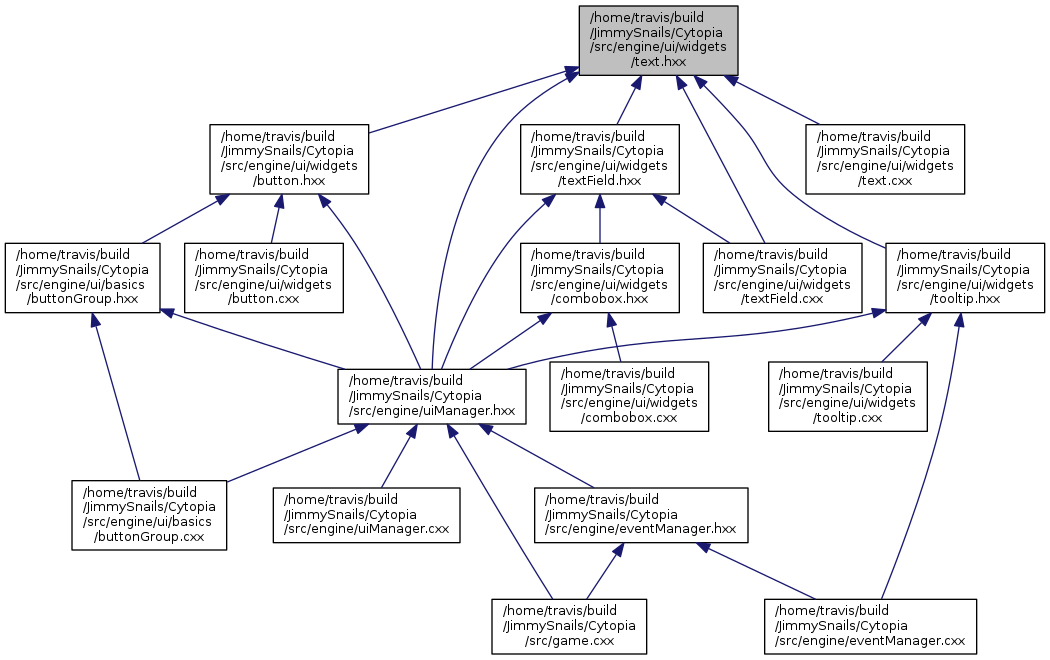 /home/travis/build
/JimmySnails/Cytopia
/src/engine/ui/widgets
/text.hxx
/home/travis/build
/JimmySnails/Cytopia
/src/engine/ui/widgets
/button.hxx
/home/travis/build
/JimmySnails/Cytopia
/src/engine/ui/widgets
/textField.hxx
/home/travis/build
/JimmySnails/Cytopia
/src/engine/ui/widgets
/text.cxx
/home/travis/build
/JimmySnails/Cytopia
/src/engine/ui/basics
/buttonGroup.hxx
/home/travis/build
/JimmySnails/Cytopia
/src/engine/ui/widgets
/button.cxx
/home/travis/build
/JimmySnails/Cytopia
/src/engine/ui/widgets
/combobox.hxx
/home/travis/build
/JimmySnails/Cytopia
/src/engine/ui/widgets
/textField.cxx
/home/travis/build
/JimmySnails/Cytopia
/src/engine/ui/widgets
/tooltip.hxx
/home/travis/build
/JimmySnails/Cytopia
/src/engine/uiManager.hxx
/home/travis/build
/JimmySnails/Cytopia
/src/engine/ui/widgets
/combobox.cxx
/home/travis/build
/JimmySnails/Cytopia
/src/engine/ui/widgets
/tooltip.cxx
/home/travis/build
/JimmySnails/Cytopia
/src/engine/ui/basics
/buttonGroup.cxx
/home/travis/build
/JimmySnails/Cytopia
/src/engine/uiManager.cxx
/home/travis/build
/JimmySnails/Cytopia
/src/engine/eventManager.hxx
/home/travis/build
/JimmySnails/Cytopia
/src/game.cxx
/home/travis/build
/JimmySnails/Cytopia
/src/engine/eventManager.cxx